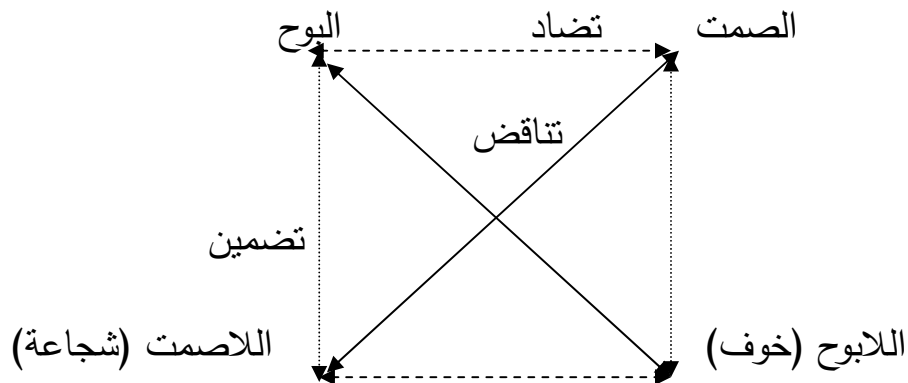 الصمت
تضاد
البوح
تناقض
تضمين
اللابوح (خوف)
اللاصمت (شجاعة)